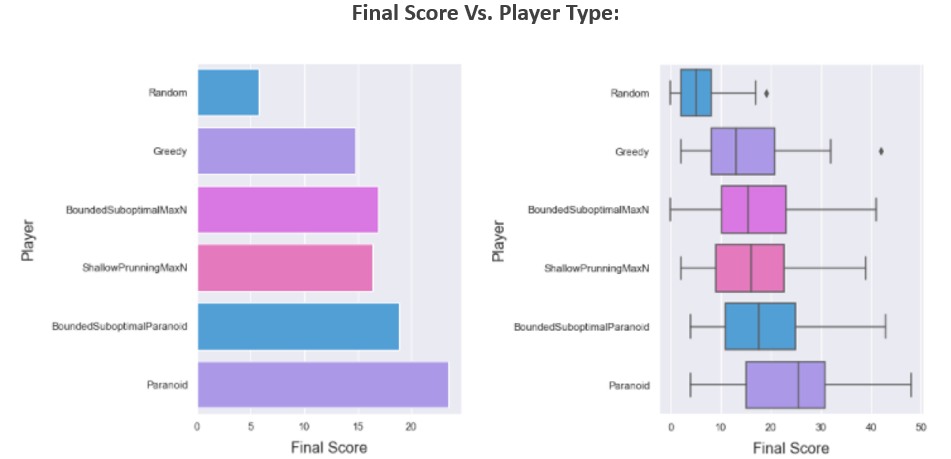 Final Score Vs. Player Type:
Player
Random
Greedy
BoundedSuboptimalMaxN
ShallowPrunningMaxN
BoundedSuboptimalParanoid
Paranoid
0 5 10 15 20
Final Score
Player
Random
Greedy
BoundedSuboptimalMaxN
ShallowPrunningMaxN
BoundedSuboptimalParanoid
Paranoid
0 10 20 30 40 50
Final Score